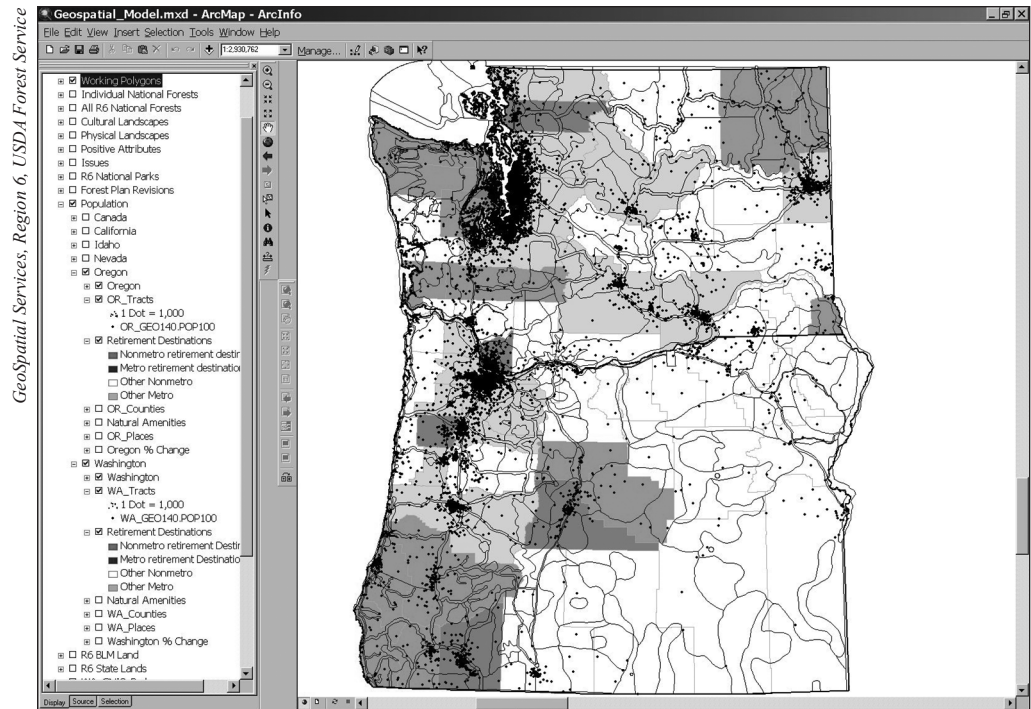 GeoSpatial Services, Region 6, USDA Forest Service
Geospatial_Model.mxd - ArcMap - ArcInfo
File Edit View Insert Selection Tools Window Help
1:2,930,762
Manage...
Working Polygons
Individual National Forests
All R6 National Forests
Cultural Landscapes
Physical Landscapes
Positive Attributes
Issues
R6 National Parks
Forest Plan Revisions
Population
Canada
California
Idaho
Nevada
Oregon
Oregon
OR_Tracts
1 Dot = 1,000
OR_GEO140.POP100
Retirement Destinations
Nonmetro retirement destin
Metro retirement destinatio
Other Nonmetro
Other Metro
OR_Counties
Natural Amenities
OR_Places
Oregon % Change
Washington
Washington
WA_Tracts
1 Dot = 1,000
WA_GEO140.POP100
Retirement Destinations
Nonmetro retirement Destin
Metro retirement Destinatio
Other Nonmetro
Other Metro
Natural Amenities
WA_Counties
WA_Places
Washington % Change
R6 BLM Land
R6 State Lands
Display Source Selection